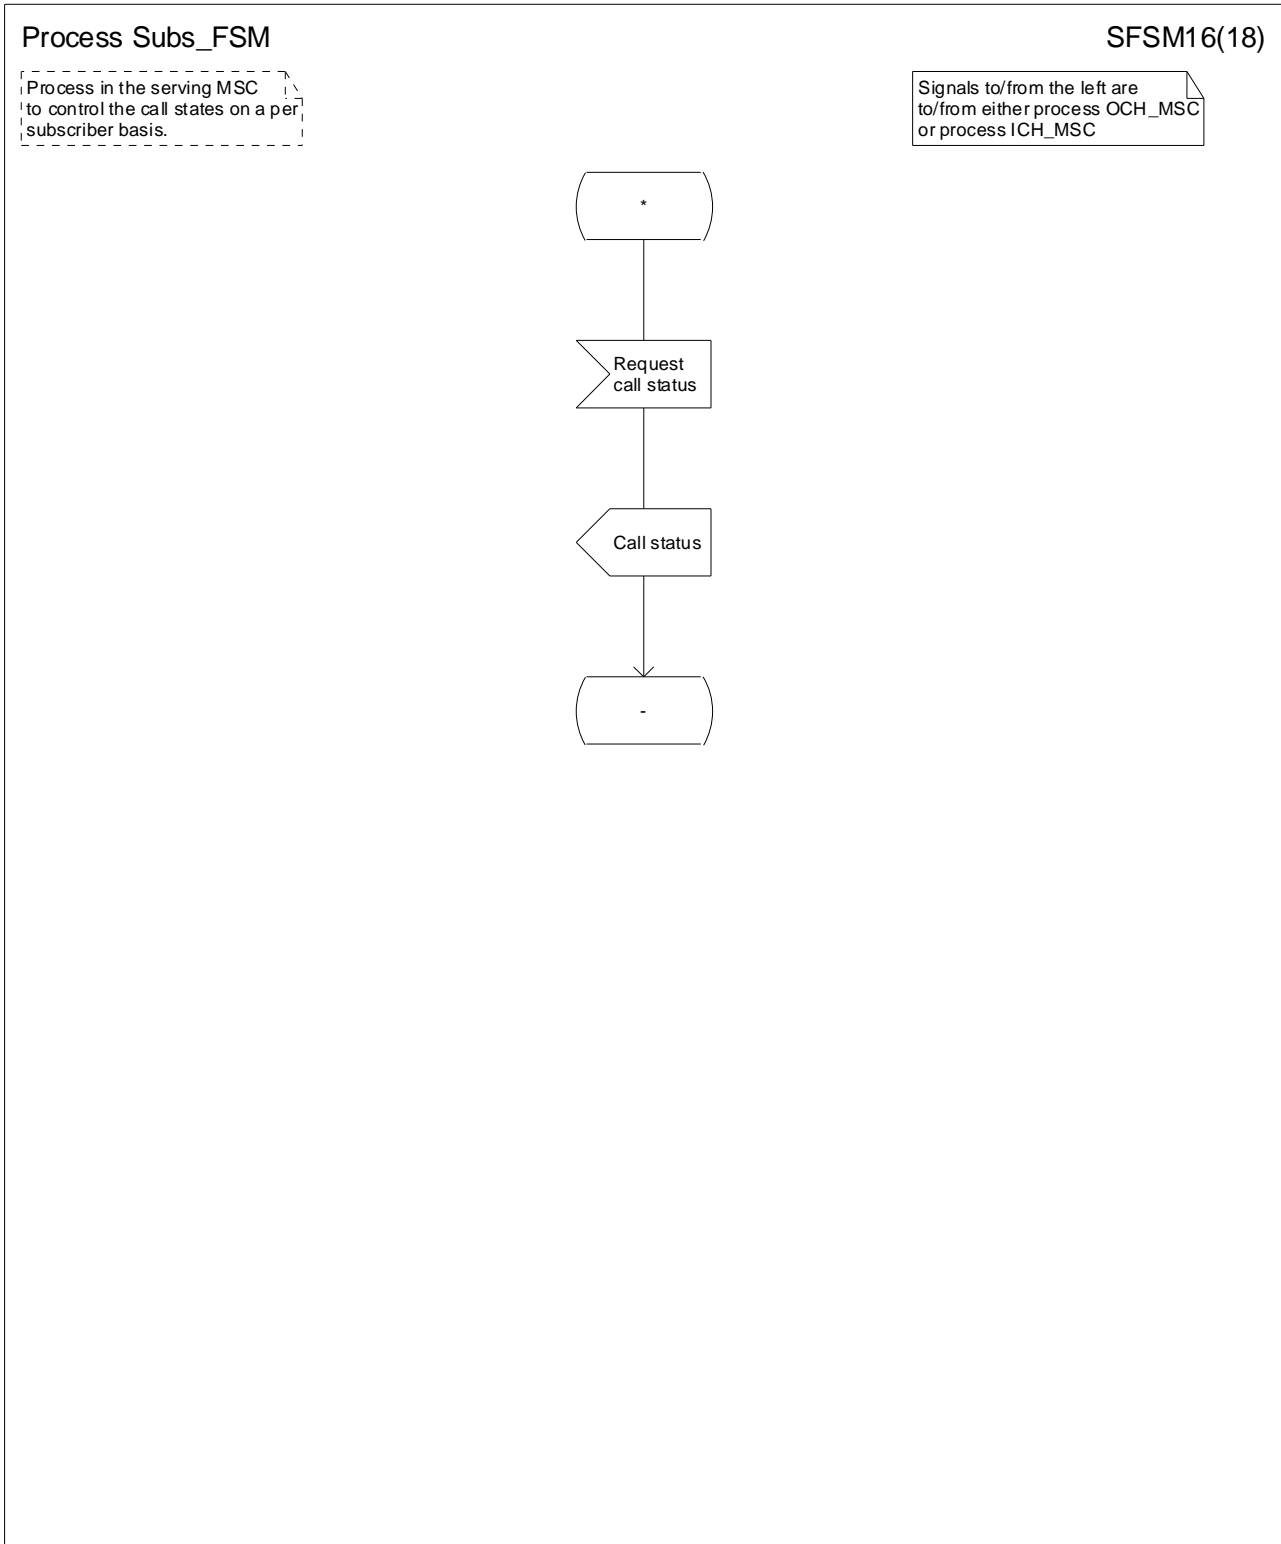 Process Subs_FSM
SFSM16(18)
Process in the serving MSC
to control the call states on a per
subscriber basis.
Signals to/from the left are
to/from either process OCH_MSC
or process ICH_MSC
*
Request
call status
Call status
-